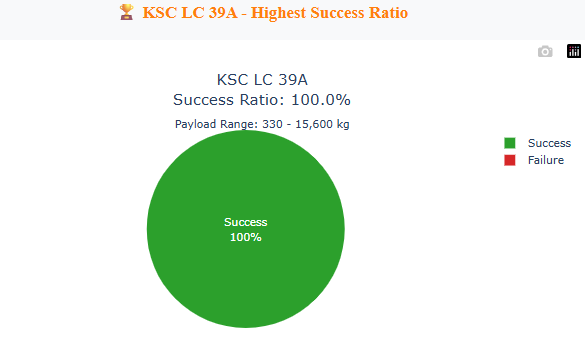 🏆 KSC LC 39A - Highest Success Ratio
KSC LC 39A
Success Ratio: 100.0%
Payload Range: 330 - 15,600 kg
Success
Failure
Success
100%